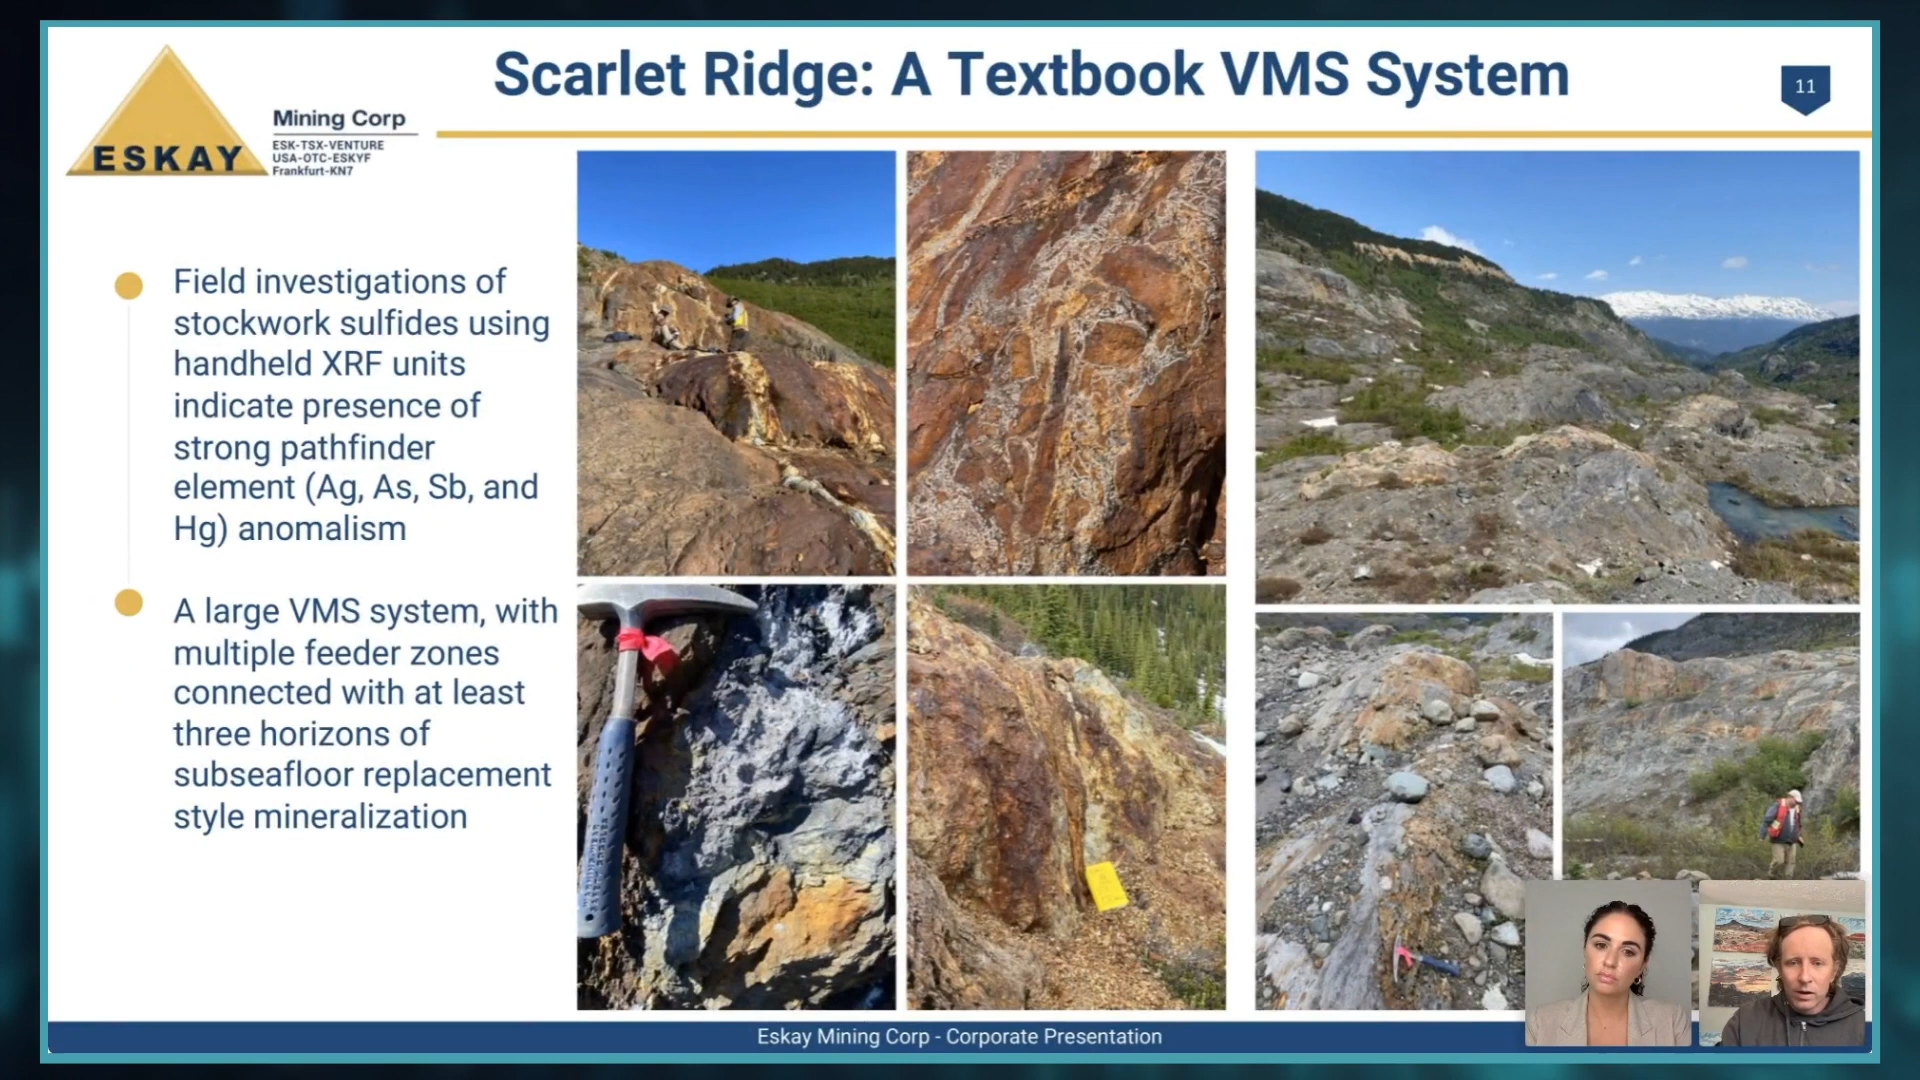 Scarlet Ridge: A Textbook VMS System
11
ESKAY
Mining Corp
ESK-TSX-VENTURE
USA-OTC-ESKYF
Frankfurt-KN7
Field investigations of
stockwork sulfides using
handheld XRF units
indicate presence of
strong pathfinder
element (Ag, As, Sb, and
Hg) anomalism
A large VMS system, with
multiple feeder zones
connected with at least
three horizons of
subseafloor replacement
style mineralization
Eskay Mining Corp - Corporate Presentation